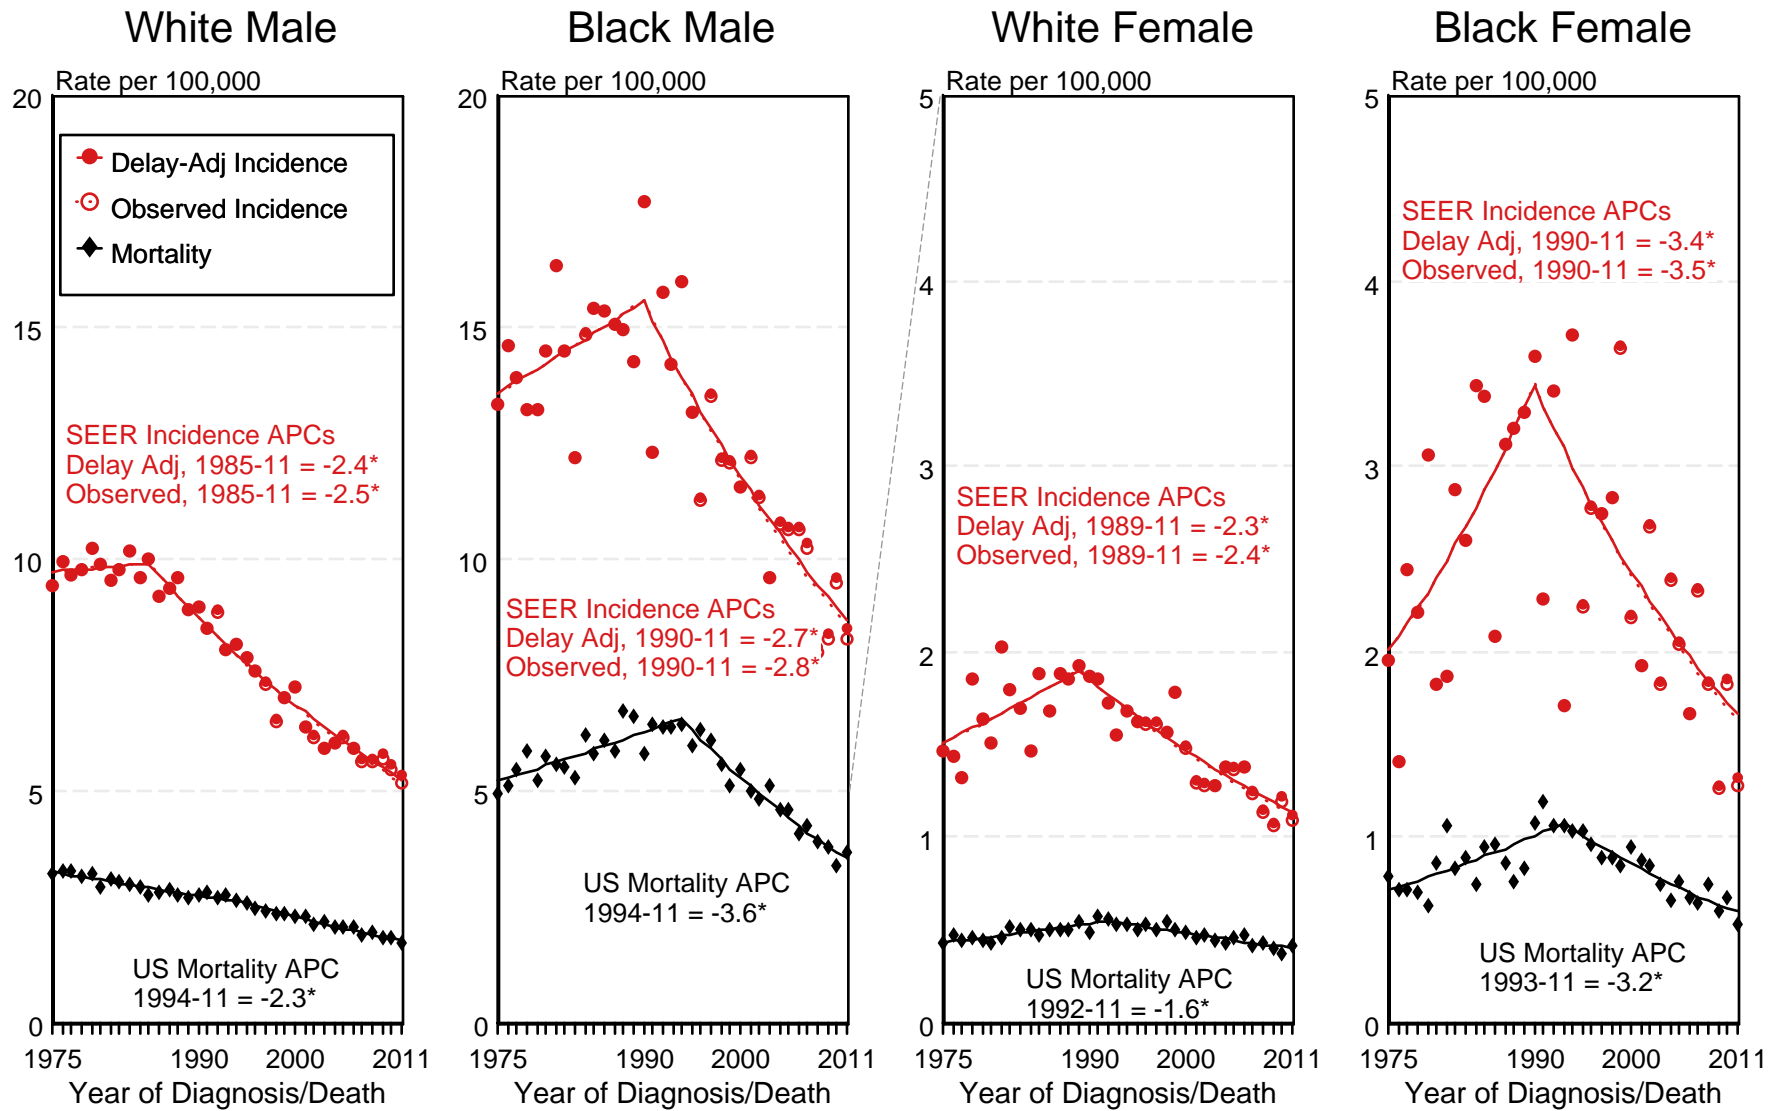 White Male
Rate per 100,000
20
15
10
5
0
Delay-Adj Incidence
Observed Incidence
Mortality
SEER Incidence APCs
Delay Adj, 1985-11 = -2.4*
Observed, 1985-11 = -2.5*
US Mortality APC
1994-11 = -2.3*
1975 1990 2000 2011
Year of Diagnosis/Death
Black Male
Rate per 100,000
20
15
10
5
0
SEER Incidence APCs
Delay Adj, 1990-11 = -2.7*
Observed, 1990-11 = -2.8*
US Mortality APC
1994-11 = -3.6*
1975 1990 2000 2011
Year of Diagnosis/Death
White Female
Rate per 100,000
5
4
3
2
1
0
SEER Incidence APCs
Delay Adj, 1989-11 = -2.3*
Observed, 1989-11 = -2.4*
US Mortality APC
1992-11 = -1.6*
1975 1990 2000 2011
Year of Diagnosis/Death
Black Female
Rate per 100,000
5
4
3
2
1
0
SEER Incidence APCs
Delay Adj, 1990-11 = -3.4*
Observed, 1990-11 = -3.5*
US Mortality APC
1993-11 = -3.2*
1975 1990 2000 2011
Year of Diagnosis/Death